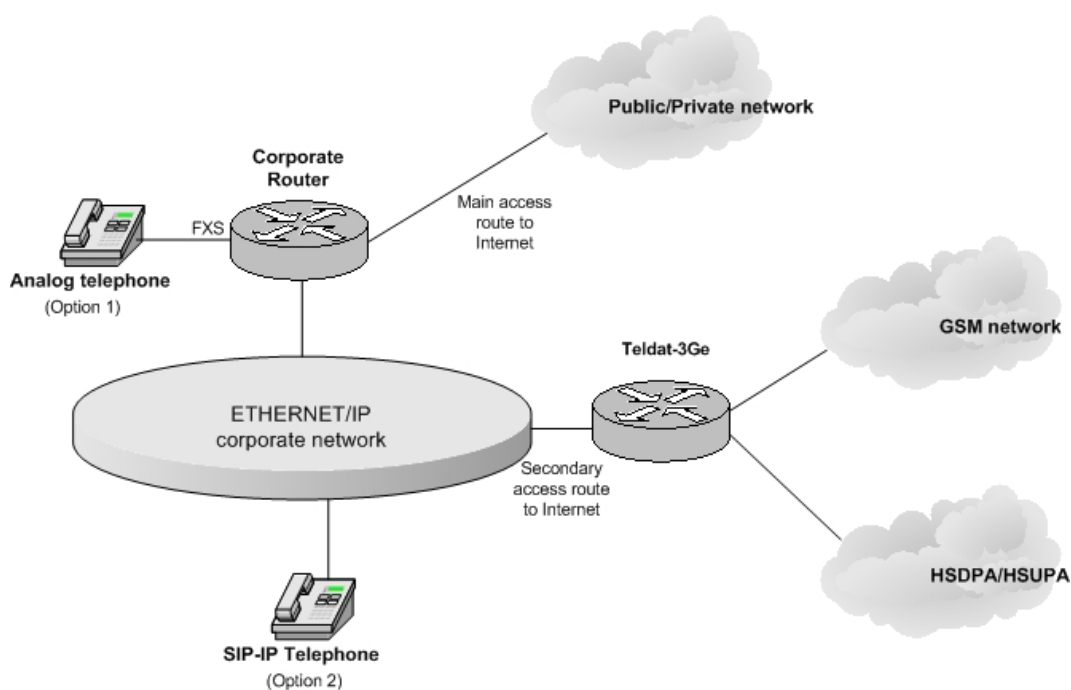 Public/Private network
Corporate
Router
Main access
route to
Internet
FXS
Analog telephone
(Option 1)
GSM network
Teldat-3Ge
ETHERNET/IP
corporate network
Secondary
access route
to Internet
HSDPA/HSUPA
SIP-IP Telephone
(Option 2)